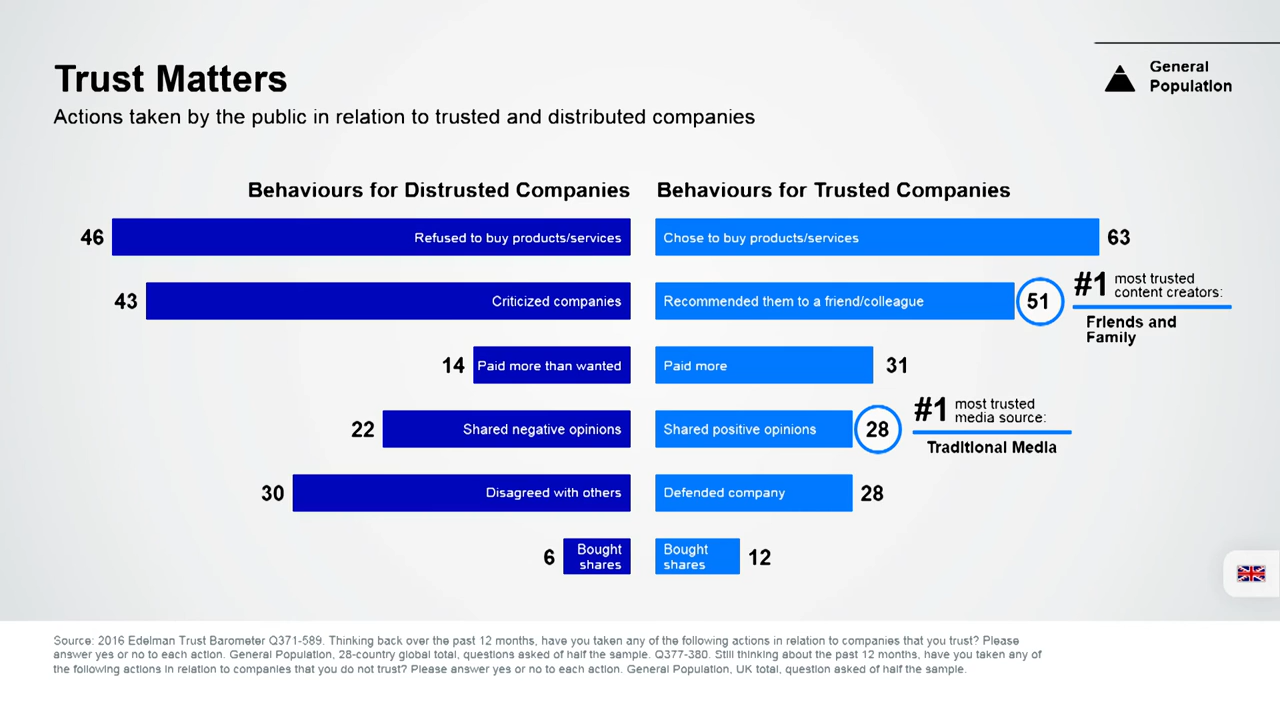 Trust Matters
Actions taken by the public in relation to trusted and distributed companies
General
Population
Behaviours for Distrusted Companies
Behaviours for Trusted Companies
46
Refused to buy products/services
Chose to buy products/services
63
43
Criticized companies
Recommended them to a friend/colleague
51
#1
most trusted
content creators:
Friends and
Family
14
Paid more than wanted
Paid more
31
22
Shared negative opinions
Shared positive opinions
28
#1
most trusted
media source:
Traditional Media
30
Disagreed with others
Defended company
28
6
Bought
shares
Bought
shares
12
Source: 2016 Edelman Trust Barometer Q371-589. Thinking back over the past 12 months, have you taken any of the following actions in relation to companies that you trust? Please
answer yes or no to each action. General Population, 28-country global total, questions asked of half the sample. Q377-380. Still thinking about the past 12 months, have you taken any of
the following actions in relation to companies that you do not trust? Please answer yes or no to each action. General Population, UK total, question asked of half the sample.